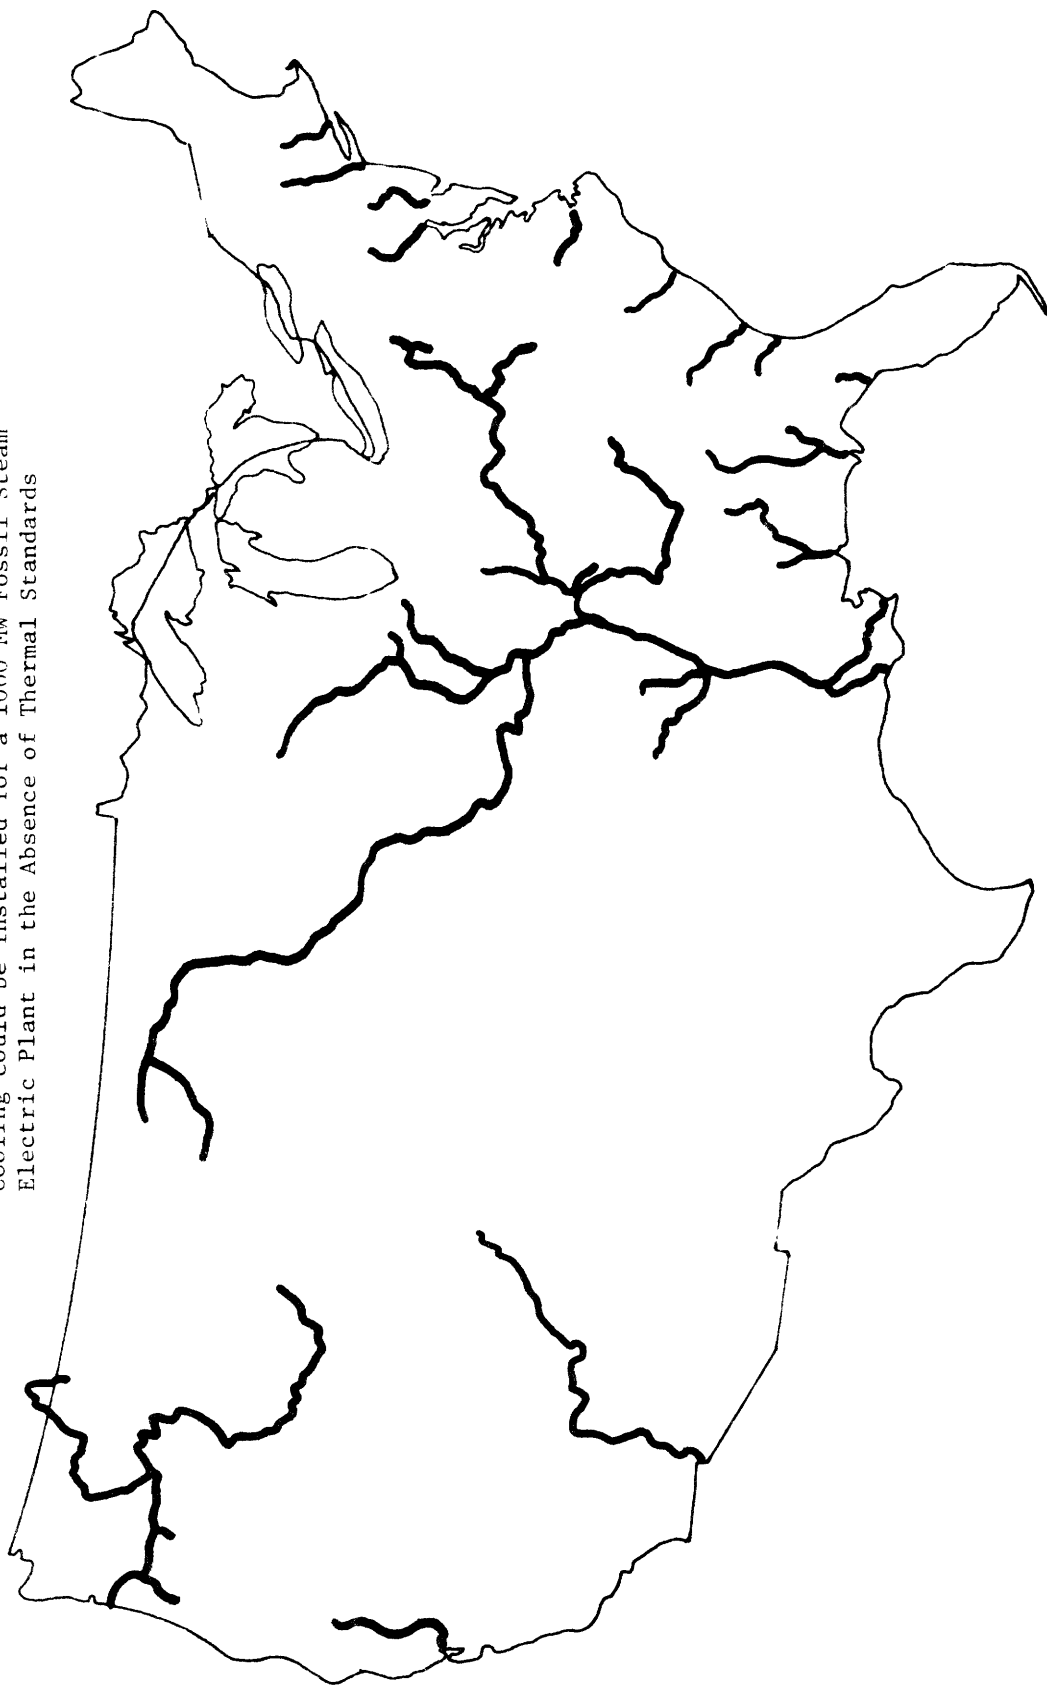 Cooling could be Installed for a 1000 MW Fossil Steam
Electric Plant in the Absence of Thermal Standards